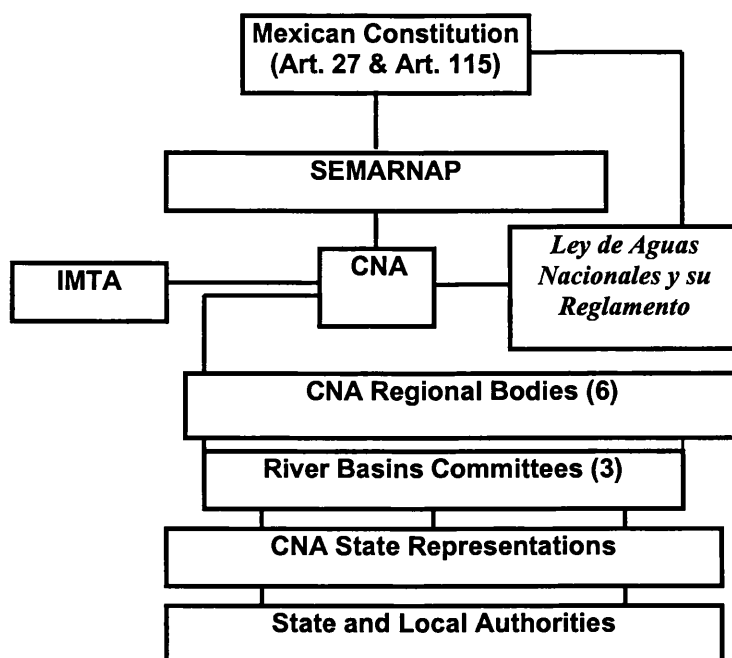 Mexican Constitution
(Art. 27 & Art. 115)
SEMARNAP
CNA
IMTA
Ley de Aguas
Nacionales y su
Reglamento
CNA Regional Bodies (6)
River Basins Committees (3)
CNA State Representations
State and Local Authorities